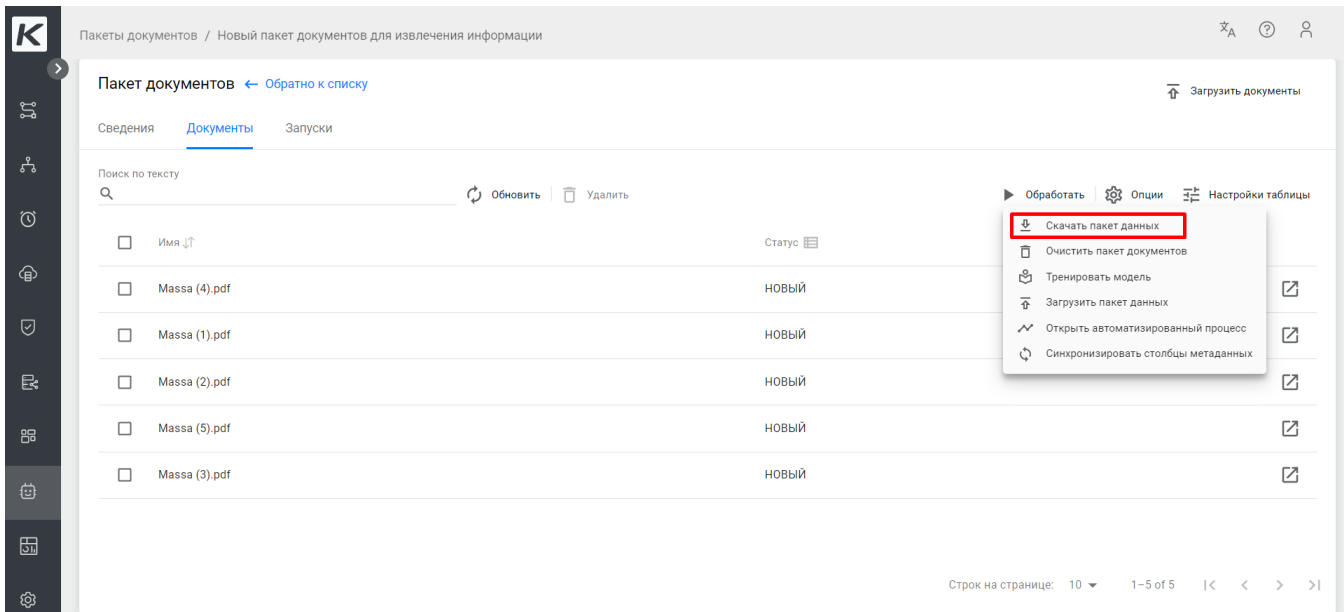 K
Пакеты документов / Новый пакет документов для извлечения информации
Пакет документов ← Обратно к списку
Загрузить документы
Сведения Документы Запуски
Поиск по тексту
Обновить Удалить Обработать Опции Настройки таблицы
Имя Статус
Скачать пакет данных
Очистить пакет документов
Тренировать модель
Загрузить пакет данных
Открыть автоматизированный процесс
Синхронизировать столбцы метаданных
Massa (4).pdf НОВЫЙ
Massa (1).pdf НОВЫЙ
Massa (2).pdf НОВЫЙ
Massa (5).pdf НОВЫЙ
Massa (3).pdf НОВЫЙ
Строк на странице: 10 1–5 of 5